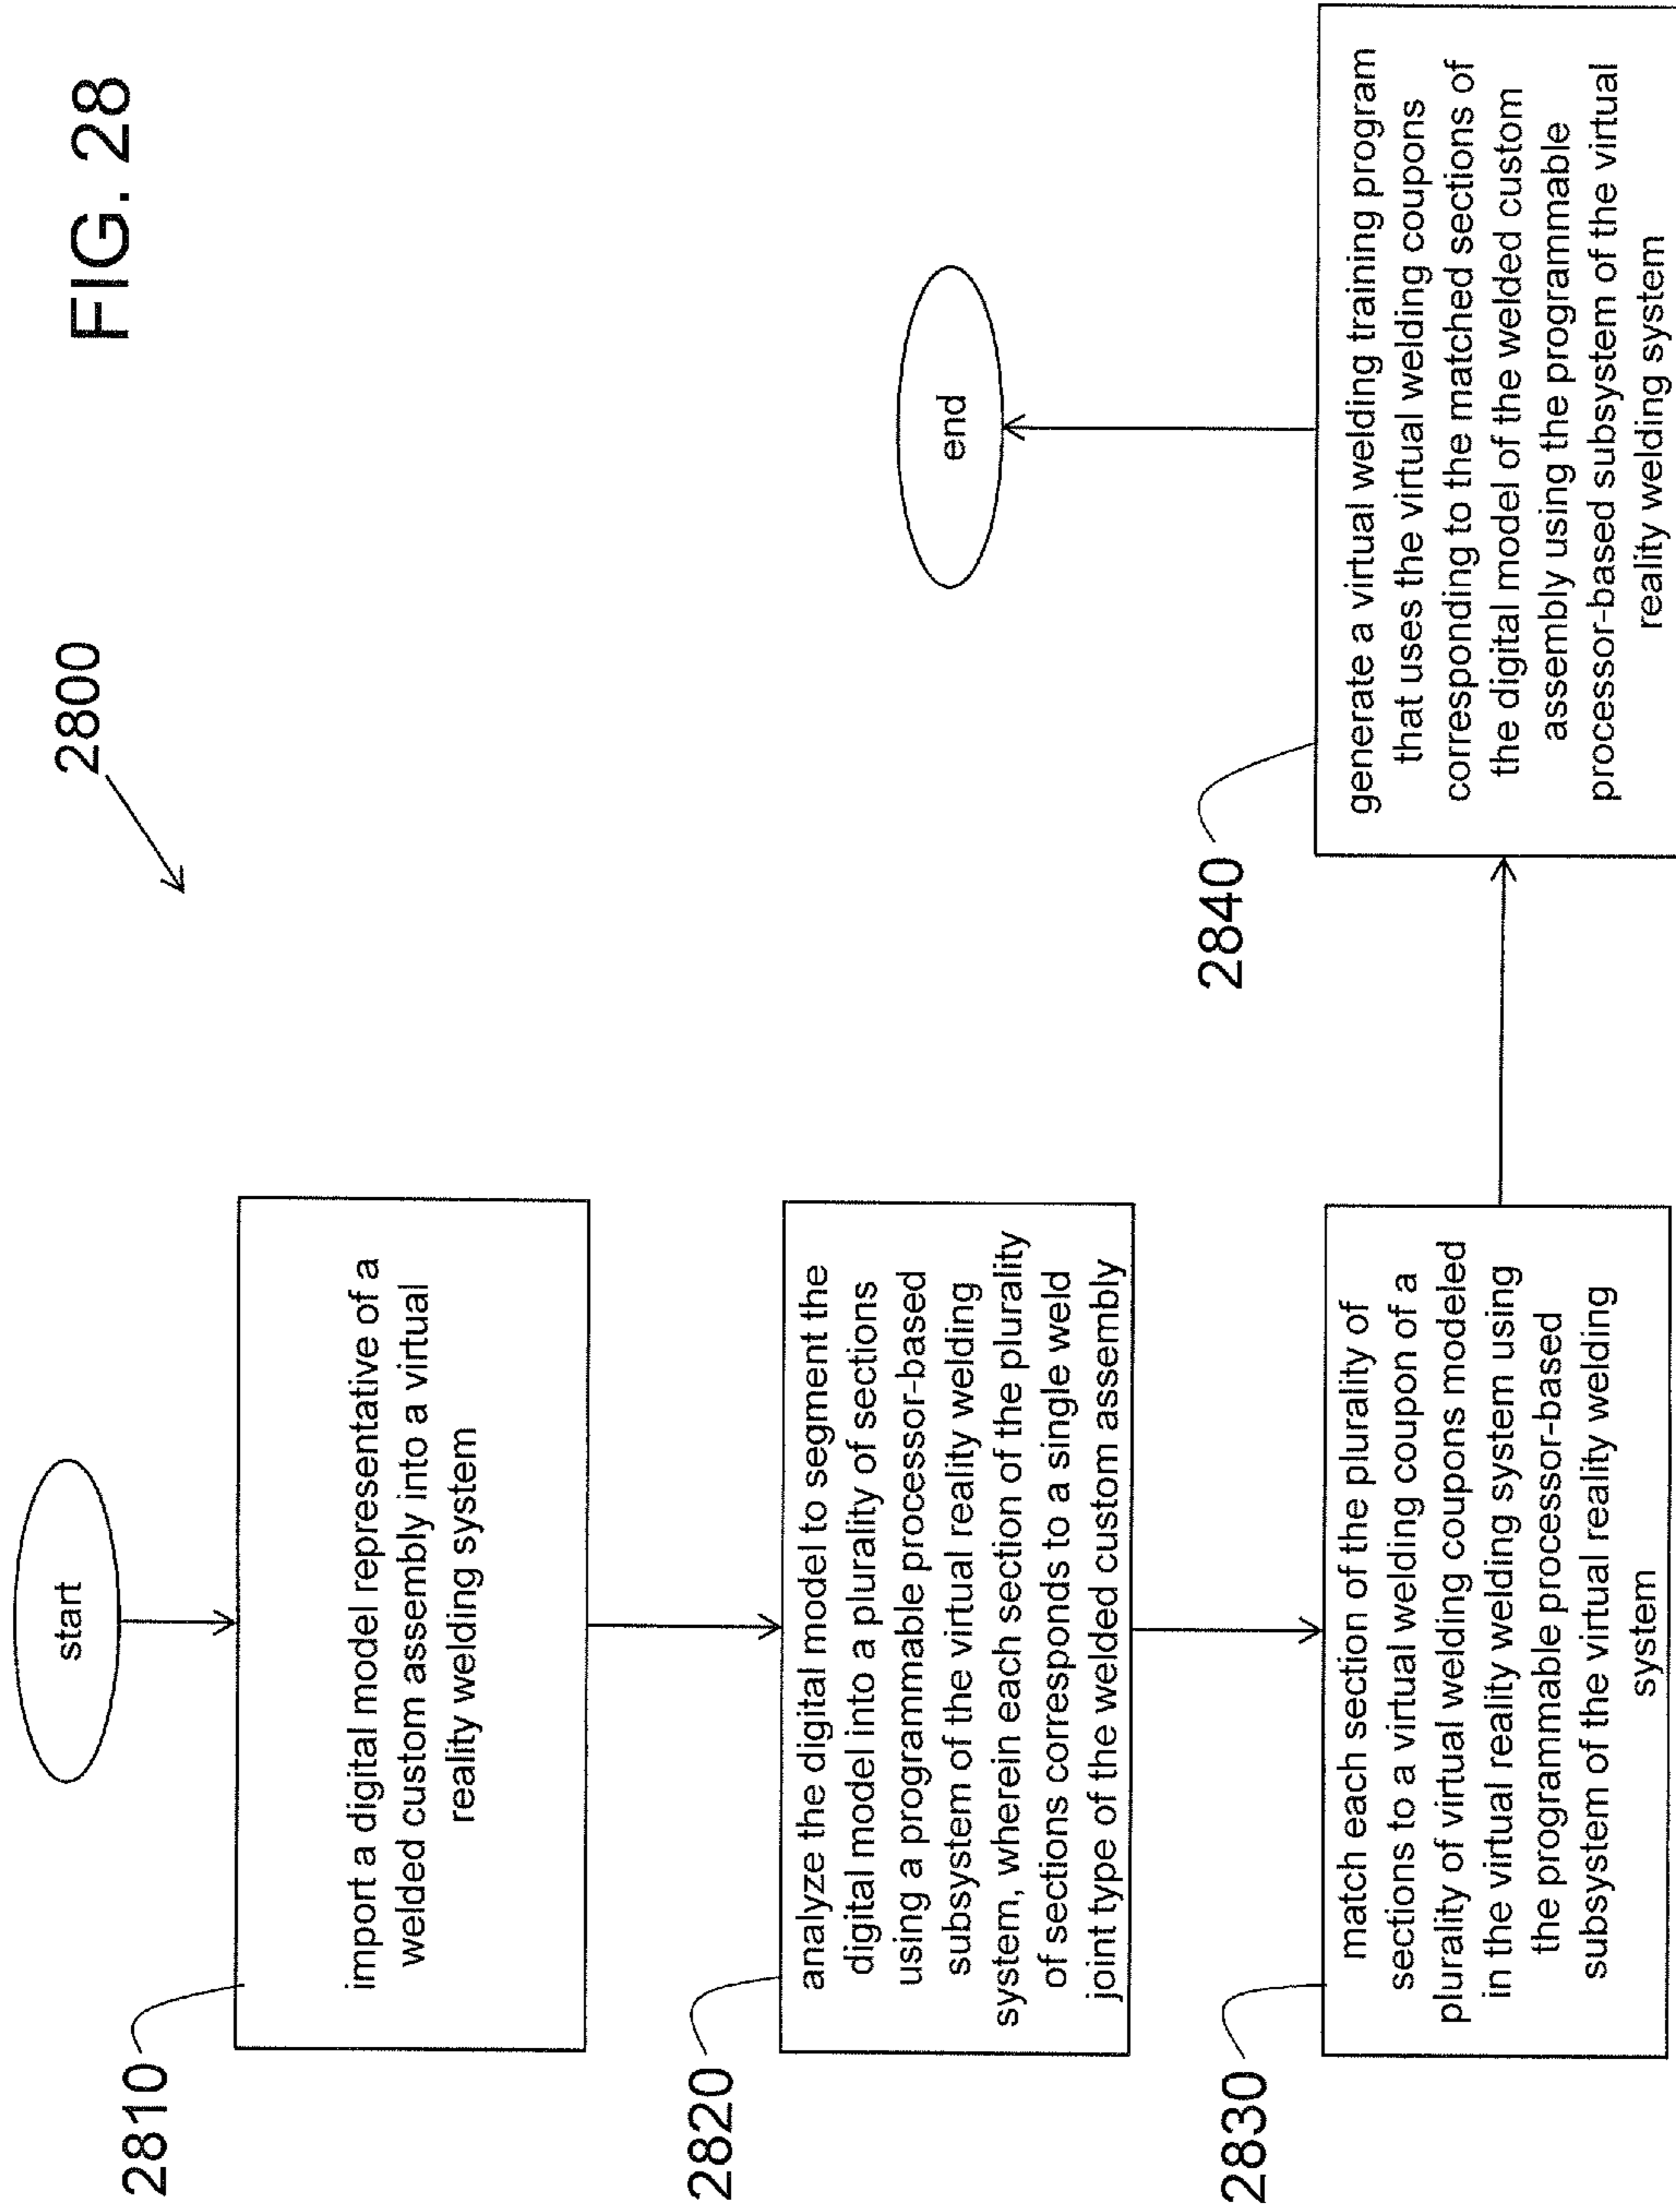 FIG. 28
2800
start
2810
import a digital model representative of a
welded custom assembly into a virtual
reality welding system
2820
analyze the digital model to segment the
digital model into a plurality of sections
using a programmable processor-based
subsystem of the virtual reality welding
system, wherein each section of the plurality
of sections corresponds to a single weld
joint type of the welded custom assembly
2830
match each section of the plurality of
sections to a virtual welding coupon of a
plurality of virtual welding coupons modeled
in the virtual reality welding system using
the programmable processor-based
subsystem of the virtual reality welding
system
2840
generate a virtual welding training program
that uses the virtual welding coupons
corresponding to the matched sections of
the digital model of the welded custom
assembly using the programmable
processor-based subsystem of the virtual
reality welding system
end